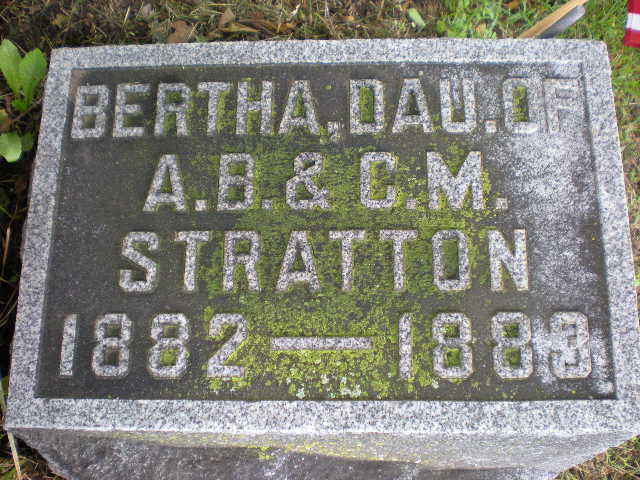 BERTHA, DAU. OF
A. B. & C. M.
STRATTON
1882 — 1883